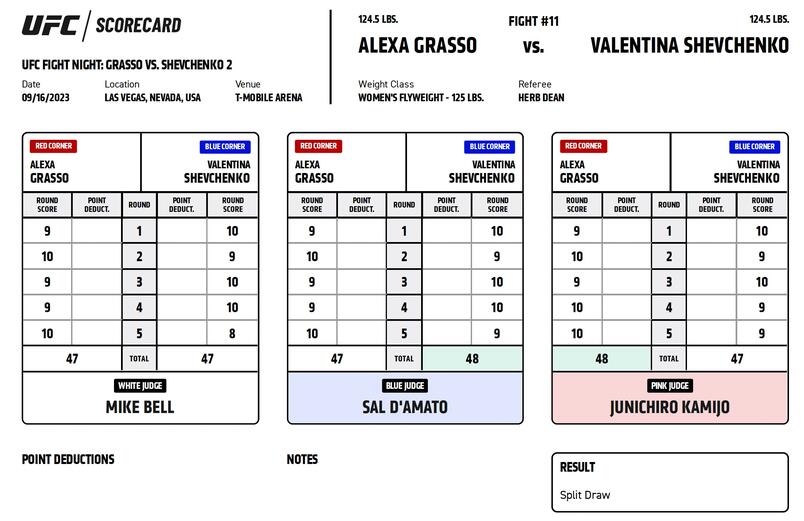 UFC / SCORECARD
UFC FIGHT NIGHT: GRASSO VS. SHEVCHENKO 2
Date Location Venue
09/16/2023 LAS VEGAS, NEVADA, USA T-MOBILE ARENA
124.5 LBS. FIGHT #11 124.5 LBS.
ALEXA GRASSO VS. VALENTINA SHEVCHENKO
Weight Class Referee
WOMEN'S FLYWEIGHT - 125 LBS. HERB DEAN
RED CORNER BLUE CORNER
ALEXA VALENTINA
GRASSO SHEVCHENKO
ROUND POINT ROUND POINT ROUND
SCORE DEDUCT. DEDUCT. SCORE
9 1 10
10 2 9
9 3 10
9 4 10
10 5 8
47 TOTAL 47
WHITE JUDGE
MIKE BELL
RED CORNER BLUE CORNER
ALEXA VALENTINA
GRASSO SHEVCHENKO
ROUND POINT ROUND POINT ROUND
SCORE DEDUCT. DEDUCT. SCORE
9 1 10
10 2 9
9 3 10
9 4 10
10 5 9
47 TOTAL 48
BLUE JUDGE
SAL D'AMATO
RED CORNER BLUE CORNER
ALEXA VALENTINA
GRASSO SHEVCHENKO
ROUND POINT ROUND POINT ROUND
SCORE DEDUCT. DEDUCT. SCORE
9 1 10
10 2 9
9 3 10
10 4 9
10 5 9
48 TOTAL 47
PINK JUDGE
JUNICHIRO KAMIJO
POINT DEDUCTIONS
NOTES
RESULT
Split Draw